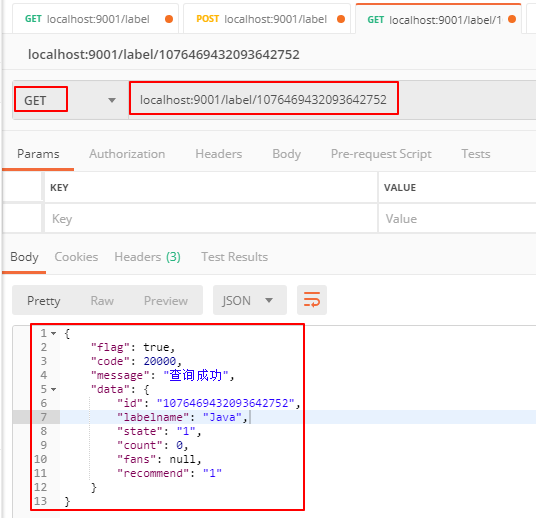 GET localhost:9001/label POST localhost:9001/label GET localhost:9001/label/1
localhost:9001/label/1076469432093642752
GET localhost:9001/label/1076469432093642752
Params Authorization Headers Body Pre-request Script Tests
KEY VALUE
Key Value
Body Cookies Headers (3) Test Results
Pretty Raw Preview JSON
1 {
2 "flag": true,
3 "code": 20000,
4 "message": "查询成功",
5 "data": {
6 "id": "1076469432093642752",
7 "labelname": "Java",
8 "state": "1",
9 "count": 0,
10 "fans": null,
11 "recommend": "1"
12 }
13 }